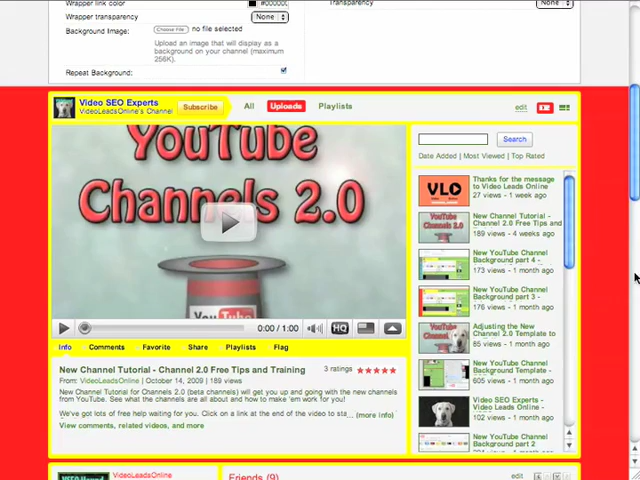 Wrapper link color
#00000
Transparency
None
Wrapper transparency
None
Background Image:
Choose File
no file selected
Upload an image that will display as a
background on your channel (maximum
256K).
Repeat Background:
Video SEO Experts
VideoLeadsOnline's Channel
Subscribe
All
Uploads
Playlists
edit
YouTube
Channels 2.0
You Tube
0:00 / 1:00
HQ
Info
Comments
Favorite
Share
Playlists
Flag
New Channel Tutorial - Channel 2.0 Free Tips and Training
3 ratings
From: VideoLeadsOnline | October 14, 2009 | 189 views
New Channel Tutorial for Channels 2.0 (beta channels) will get you up and going with the new channels
from YouTube. See what the channels are all about and how to make 'em work for you!
We've got lots of free help waiting for you. Click on a link at the end of the video to sta... (more info)
View comments, related videos, and more
Search
Date Added | Most Viewed | Top Rated
VLO
Thanks for the message
to Video Leads Online
27 views - 1 week ago
New Channel Tutorial -
Channel 2.0 Free Tips and
189 views - 4 weeks ago
New YouTube Channel
Background part 4 -
173 views - 1 month ago
New YouTube Channel
Background part 3 -
176 views - 1 month ago
Adjusting the New
Channel 2.0 Template to
85 views - 1 month ago
New YouTube Channel
Background Template -
605 views - 1 month ago
Video SEO Experts -
Video Leads Online -
102 views - 1 month ago
New YouTube Channel
Background part 2
VideoLeadsOnline
Friends (9)
edit